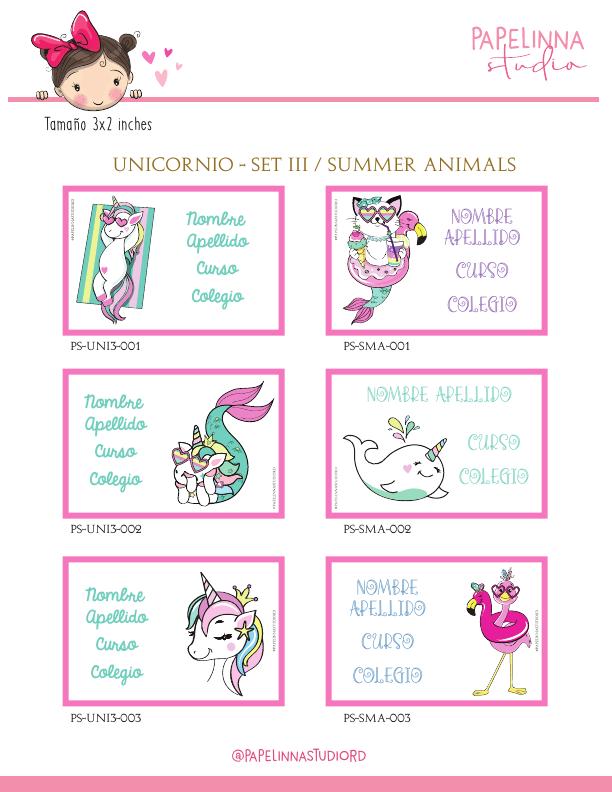 PAPELINNA
studio
Tamaño 3x2 inches
UNICORNIO - SET III / SUMMER ANIMALS
Nombre
Apellido
Curso
Colegio
PS-UNI3-001
NOMBRE
APELLIDO
CURSO
COLEGIO
PS-SMA-001
Nombre
Apellido
Curso
Colegio
PS-UNI3-002
NOMBRE APELLIDO
CURSO
COLEGIO
PS-SMA-002
Nombre
Apellido
Curso
Colegio
PS-UNI3-003
NOMBRE
APELLIDO
CURSO
COLEGIO
PS-SMA-003
@PAPELINNASTUDIORD